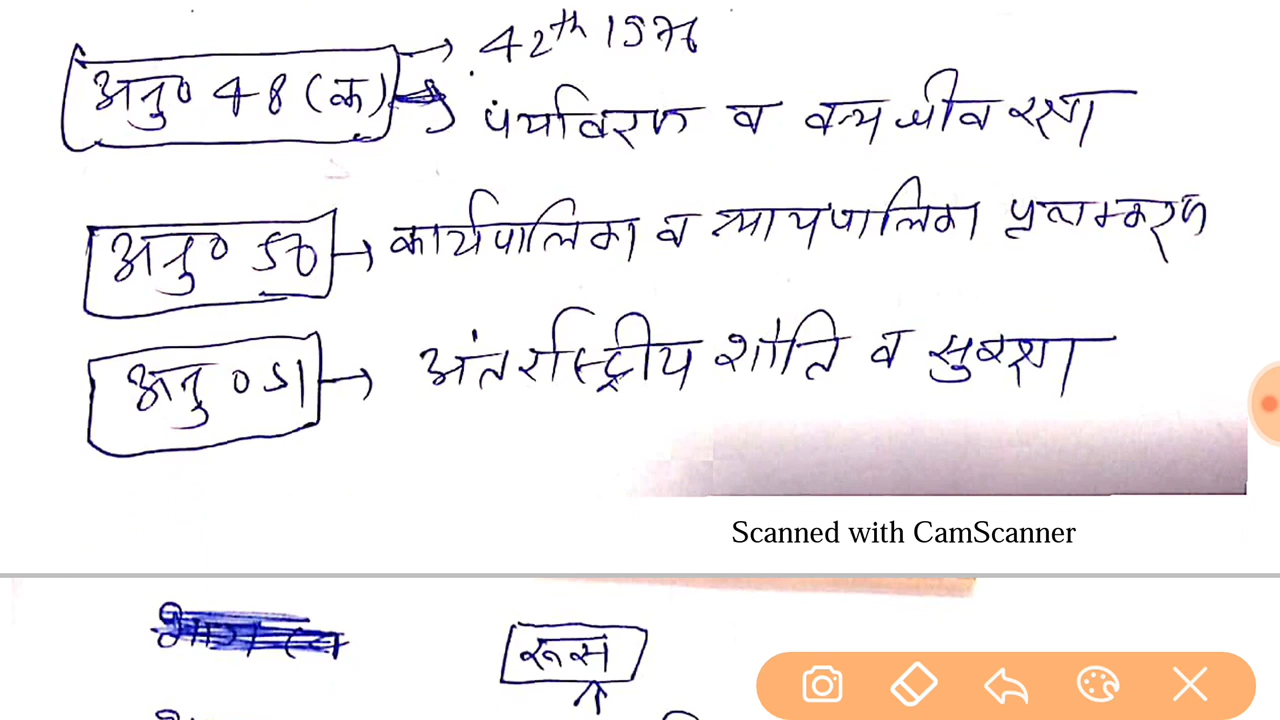 42th 1976
अनु० 48 (क) → पर्यावरण व वन्य जीव रक्षा
अनु० 50 → कार्यपालिका व न्यायपालिका पृथक्करण
अनु० 51 → अंतर्राष्ट्रीय शांति व सुरक्षा
Scanned with CamScanner
रूस